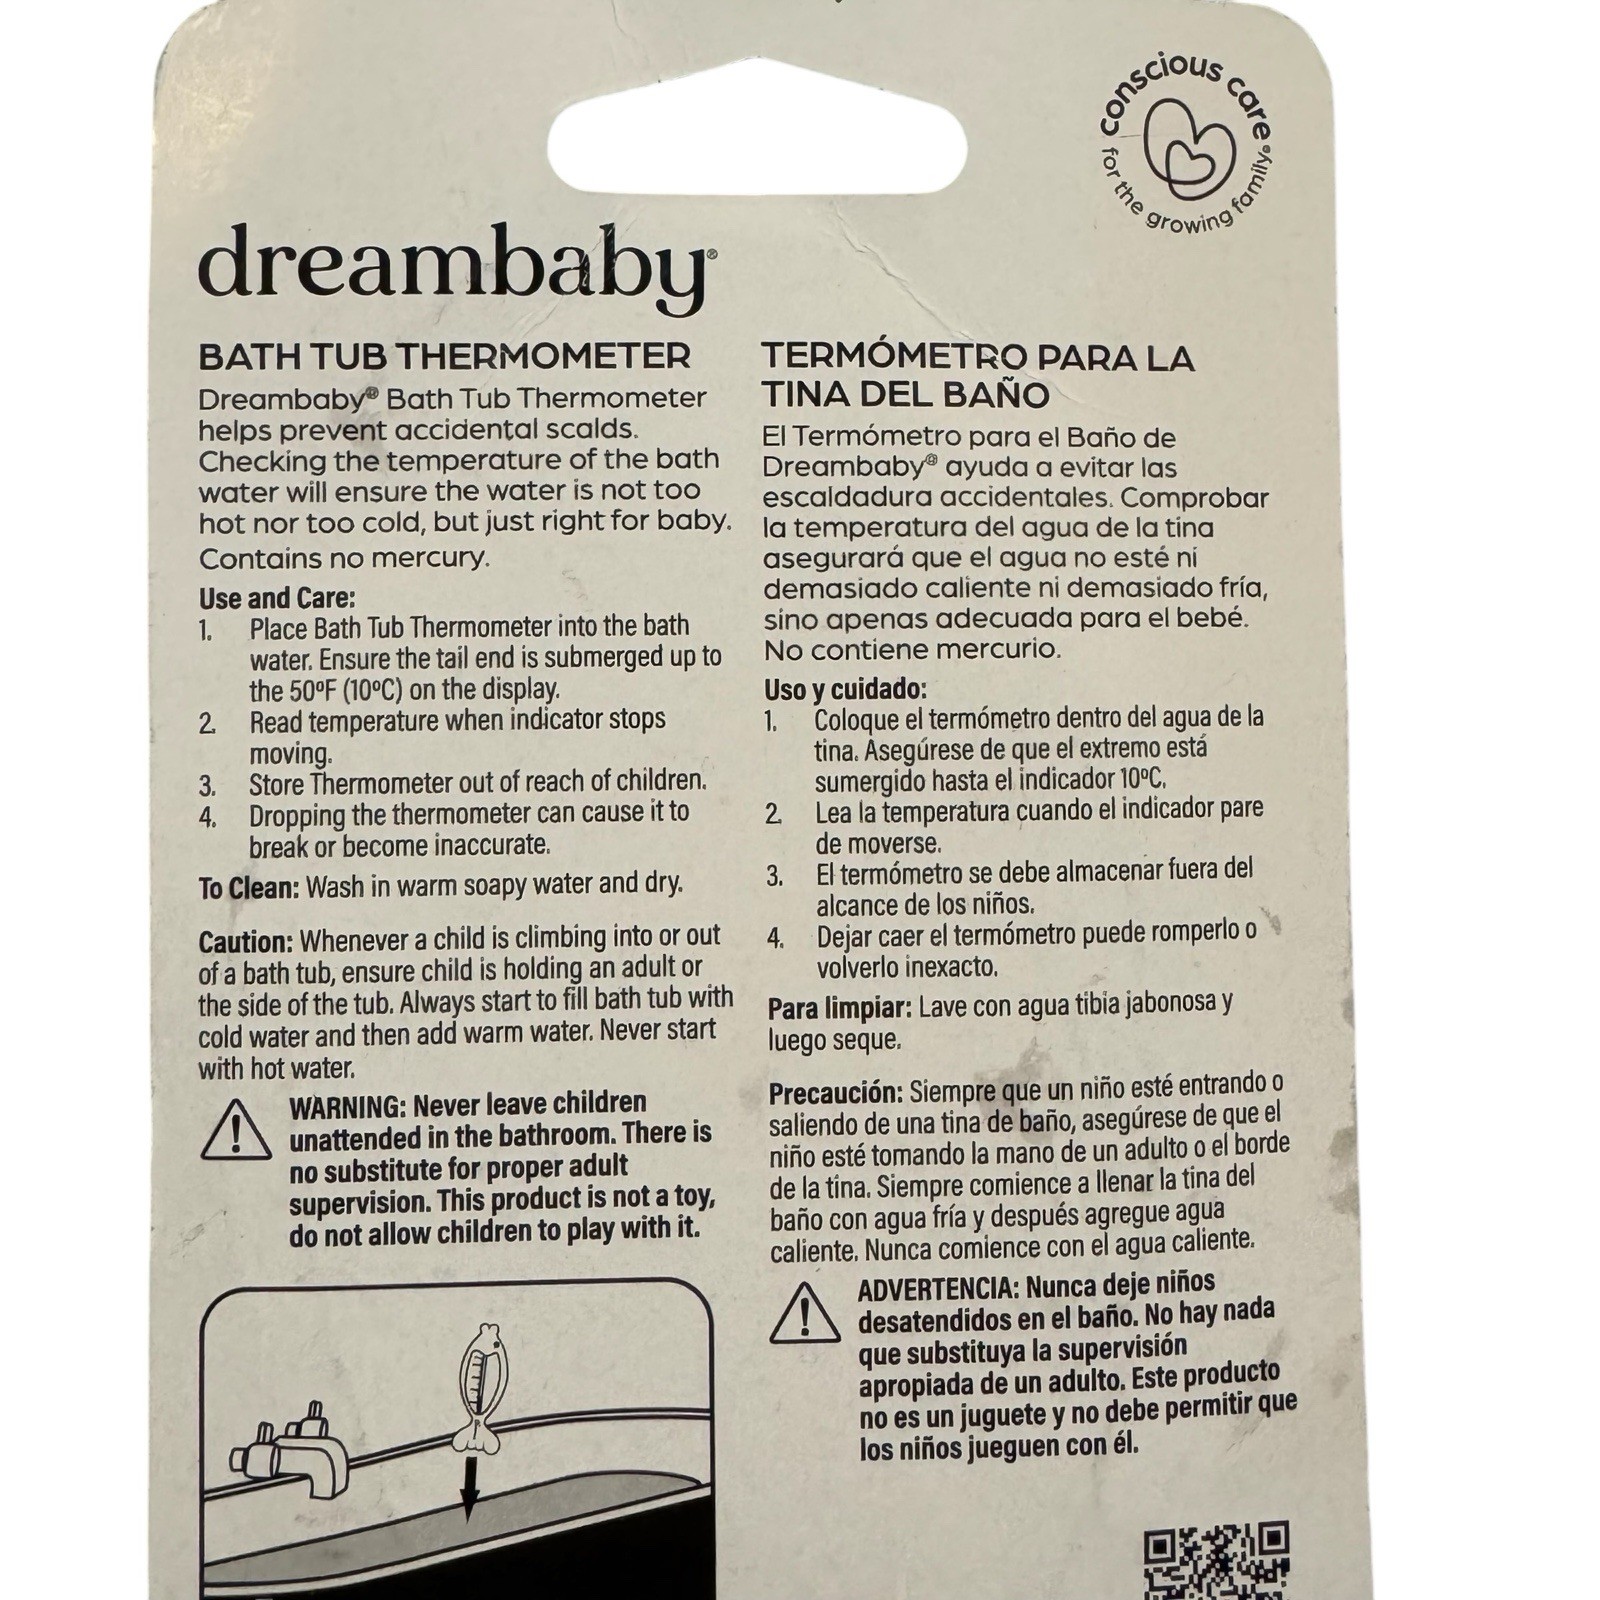 conscious care
for the growing family®
dreambaby®
BATH TUB THERMOMETER
Dreambaby® Bath Tub Thermometer
helps prevent accidental scalds.
Checking the temperature of the bath
water will ensure the water is not too
hot nor too cold, but just right for baby.
Contains no mercury.
Use and Care:
1. Place Bath Tub Thermometer into the bath
water. Ensure the tail end is submerged up to
the 50ºF (10ºC) on the display.
2. Read temperature when indicator stops
moving.
3. Store Thermometer out of reach of children.
4. Dropping the thermometer can cause it to
break or become inaccurate.
To Clean: Wash in warm soapy water and dry.
Caution: Whenever a child is climbing into or out
of a bath tub, ensure child is holding an adult or
the side of the tub. Always start to fill bath tub with
cold water and then add warm water. Never start
with hot water.
WARNING: Never leave children
unattended in the bathroom. There is
no substitute for proper adult
supervision. This product is not a toy,
do not allow children to play with it.
TERMÓMETRO PARA LA
TINA DEL BAÑO
El Termómetro para el Baño de
Dreambaby® ayuda a evitar las
escaldadura accidentales. Comprobar
la temperatura del agua de la tina
asegurará que el agua no esté ni
demasiado caliente ni demasiado fría,
sino apenas adecuada para el bebé.
No contiene mercurio.
Uso y cuidado:
1. Coloque el termómetro dentro del agua de la
tina. Asegúrese de que el extremo está
sumergido hasta el indicador 10ºC.
2. Lea la temperatura cuando el indicador pare
de moverse.
3. El termómetro se debe almacenar fuera del
alcance de los niños.
4. Dejar caer el termómetro puede romperlo o
volverlo inexacto.
Para limpiar: Lave con agua tibia jabonosa y
luego seque.
Precaución: Siempre que un niño esté entrando o
saliendo de una tina de baño, asegúrese de que el
niño esté tomando la mano de un adulto o el borde
de la tina. Siempre comience a llenar la tina del
baño con agua fría y después agregue agua
caliente. Nunca comience con el agua caliente.
ADVERTENCIA: Nunca deje niños
desatendidos en el baño. No hay nada
que substituya la supervisión
apropiada de un adulto. Este producto
no es un juguete y no debe permitir que
los niños jueguen con él.